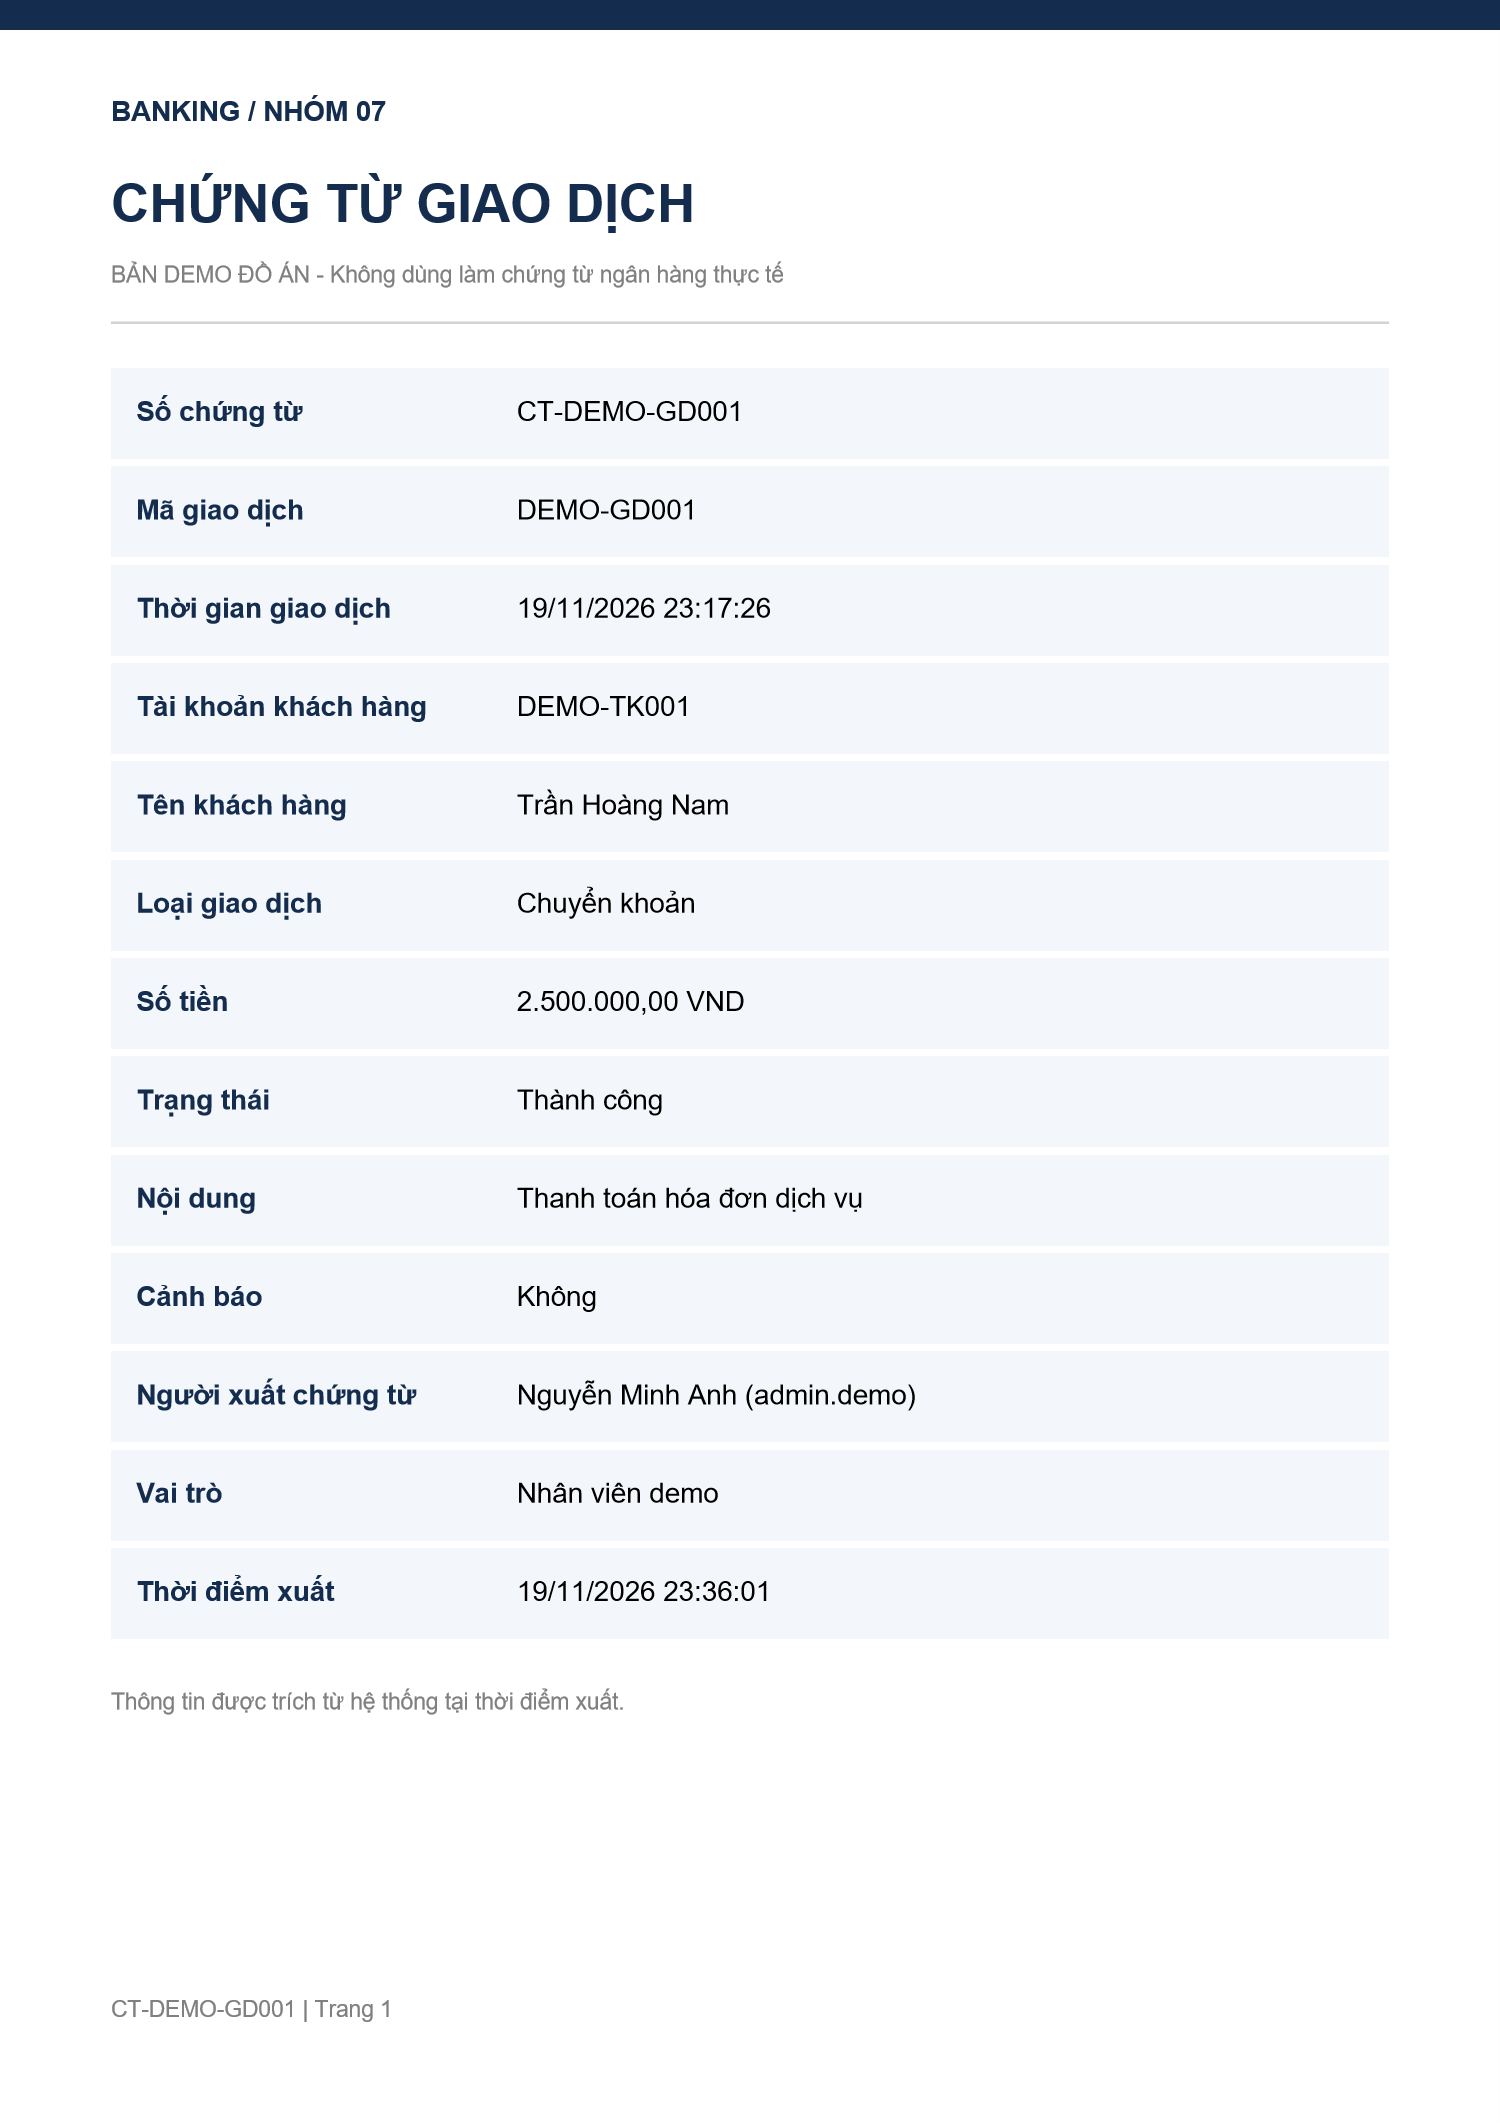 BANKING / NHÓM 07
CHỨNG TỪ GIAO DỊCH
BẢN DEMO ĐỒ ÁN - Không dùng làm chứng từ ngân hàng thực tế
Số chứng từ CT-DEMO-GD001
Mã giao dịch DEMO-GD001
Thời gian giao dịch 19/11/2026 23:17:26
Tài khoản khách hàng DEMO-TK001
Tên khách hàng Trần Hoàng Nam
Loại giao dịch Chuyển khoản
Số tiền 2.500.000,00 VND
Trạng thái Thành công
Nội dung Thanh toán hóa đơn dịch vụ
Cảnh báo Không
Người xuất chứng từ Nguyễn Minh Anh (admin.demo)
Vai trò Nhân viên demo
Thời điểm xuất 19/11/2026 23:36:01
Thông tin được trích từ hệ thống tại thời điểm xuất.
CT-DEMO-GD001 | Trang 1